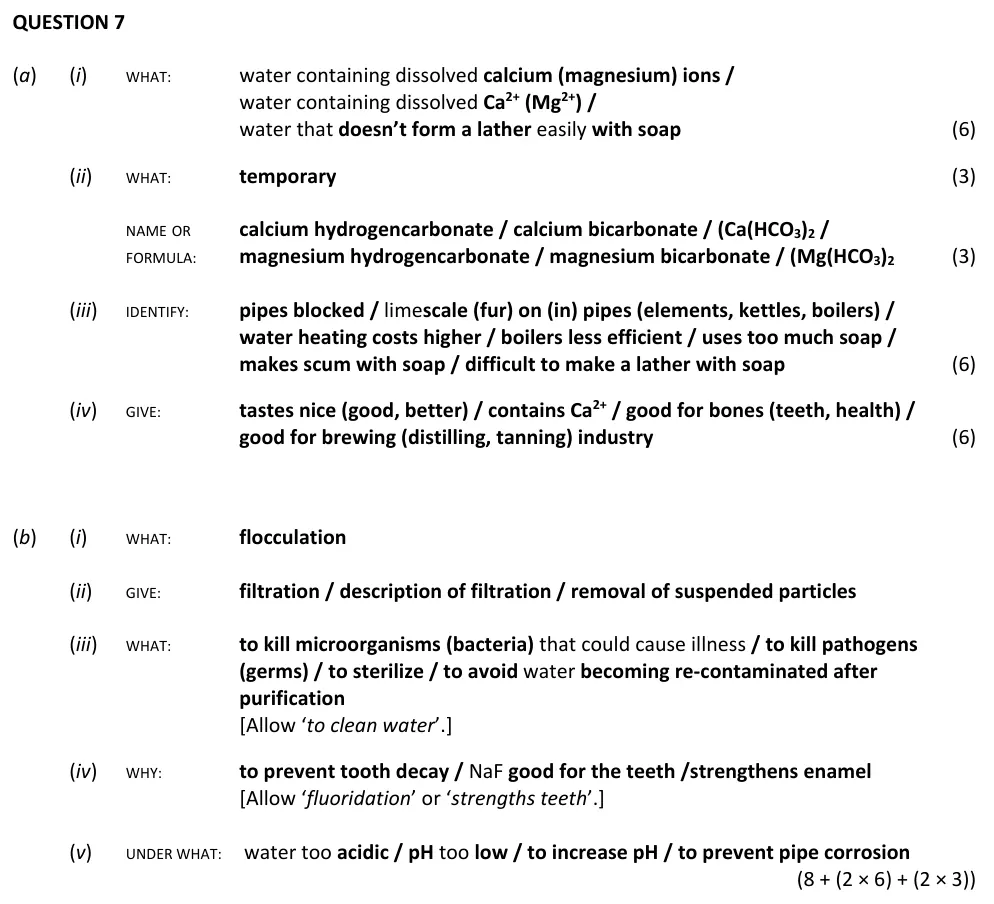 QUESTION 7
(a) (i) WHAT: water containing dissolved calcium (magnesium) ions /
water containing dissolved Ca²⁺ (Mg²⁺) /
water that doesn't form a lather easily with soap (6)
(ii) WHAT: temporary (3)
NAME OR calcium hydrogencarbonate / calcium bicarbonate / (Ca(HCO₃)₂ /
FORMULA: magnesium hydrogencarbonate / magnesium bicarbonate / (Mg(HCO₃)₂ (3)
(iii) IDENTIFY: pipes blocked / limescale (fur) on (in) pipes (elements, kettles, boilers) /
water heating costs higher / boilers less efficient / uses too much soap /
makes scum with soap / difficult to make a lather with soap (6)
(iv) GIVE: tastes nice (good, better) / contains Ca²⁺ / good for bones (teeth, health) /
good for brewing (distilling, tanning) industry (6)
(b) (i) WHAT: flocculation
(ii) GIVE: filtration / description of filtration / removal of suspended particles
(iii) WHAT: to kill microorganisms (bacteria) that could cause illness / to kill pathogens
(germs) / to sterilize / to avoid water becoming re-contaminated after
purification
[Allow ‘to clean water’.]
(iv) WHY: to prevent tooth decay / NaF good for the teeth /strengthens enamel
[Allow ‘fluoridation’ or ‘strengths teeth’.]
(v) UNDER WHAT: water too acidic / pH too low / to increase pH / to prevent pipe corrosion
(8 + (2 × 6) + (2 × 3))